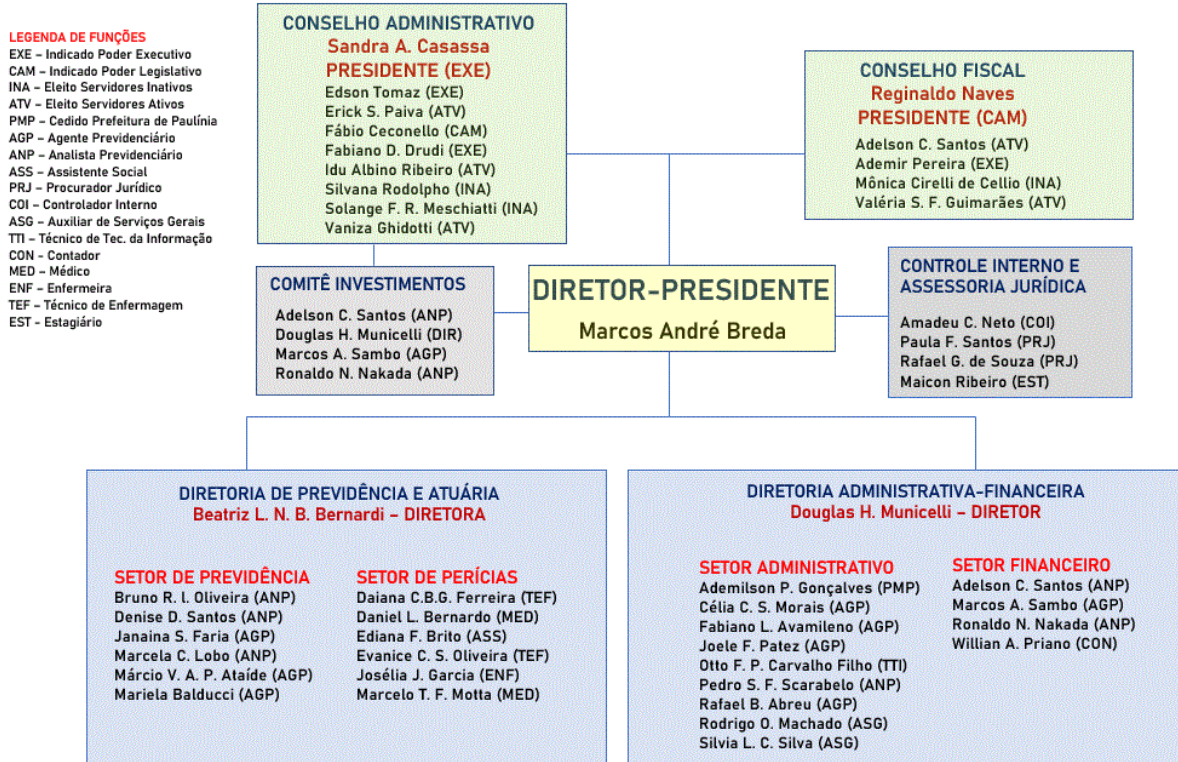 LEGENDA DE FUNÇÕES
EXE – Indicado Poder Executivo
CAM – Indicado Poder Legislativo
INA – Eleito Servidores Inativos
ATV – Eleito Servidores Ativos
PMP – Cedido Prefeitura de Paulínia
AGP – Agente Previdenciário
ANP – Analista Previdenciário
ASS – Assistente Social
PRJ – Procurador Jurídico
COI – Controlador Interno
ASG – Auxiliar de Serviços Gerais
TTI – Técnico de Tec. da Informação
CON – Contador
MED – Médico
ENF – Enfermeira
TEF – Técnico de Enfermagem
EST - Estagiário
CONSELHO ADMINISTRATIVO
Sandra A. Casassa
PRESIDENTE (EXE)
Edson Tomaz (EXE)
Erick S. Paiva (ATV)
Fábio Ceconello (CAM)
Fabiano D. Drudi (EXE)
Idu Albino Ribeiro (ATV)
Silvana Rodolpho (INA)
Solange F. R. Meschiatti (INA)
Vaniza Ghidotti (ATV)
CONSELHO FISCAL
Reginaldo Naves
PRESIDENTE (CAM)
Adelson C. Santos (ATV)
Ademir Pereira (EXE)
Mônica Cirelli de Cellio (INA)
Valéria S. F. Guimarães (ATV)
COMITÊ INVESTIMENTOS
Adelson C. Santos (ANP)
Douglas H. Municelli (DIR)
Marcos A. Sambo (AGP)
Ronaldo N. Nakada (ANP)
DIRETOR-PRESIDENTE
Marcos André Breda
CONTROLE INTERNO E
ASSESSORIA JURÍDICA
Amadeu C. Neto (COI)
Paula F. Santos (PRJ)
Rafael G. de Souza (PRJ)
Maicon Ribeiro (EST)
DIRETORIA DE PREVIDÊNCIA E ATUÁRIA
Beatriz L. N. B. Bernardi – DIRETORA
SETOR DE PREVIDÊNCIA
Bruno R. I. Oliveira (ANP)
Denise D. Santos (ANP)
Janaina S. Faria (AGP)
Marcela C. Lobo (ANP)
Márcio V. A. P. Ataíde (AGP)
Mariela Balducci (AGP)
SETOR DE PERÍCIAS
Daiana C.B.G. Ferreira (TEF)
Daniel L. Bernardo (MED)
Ediana F. Brito (ASS)
Evanice C. S. Oliveira (TEF)
Josélia J. Garcia (ENF)
Marcelo T. F. Motta (MED)
DIRETORIA ADMINISTRATIVA-FINANCEIRA
Douglas H. Municelli – DIRETOR
SETOR ADMINISTRATIVO
Ademilson P. Gonçalves (PMP)
Célia C. S. Morais (AGP)
Fabiano L. Avamileno (AGP)
Joele F. Patez (AGP)
Otto F. P. Carvalho Filho (TTI)
Pedro S. F. Scarabelo (ANP)
Rafael B. Abreu (AGP)
Rodrigo O. Machado (ASG)
Silvia L. C. Silva (ASG)
SETOR FINANCEIRO
Adelson C. Santos (ANP)
Marcos A. Sambo (AGP)
Ronaldo N. Nakada (ANP)
Willian A. Priano (CON)